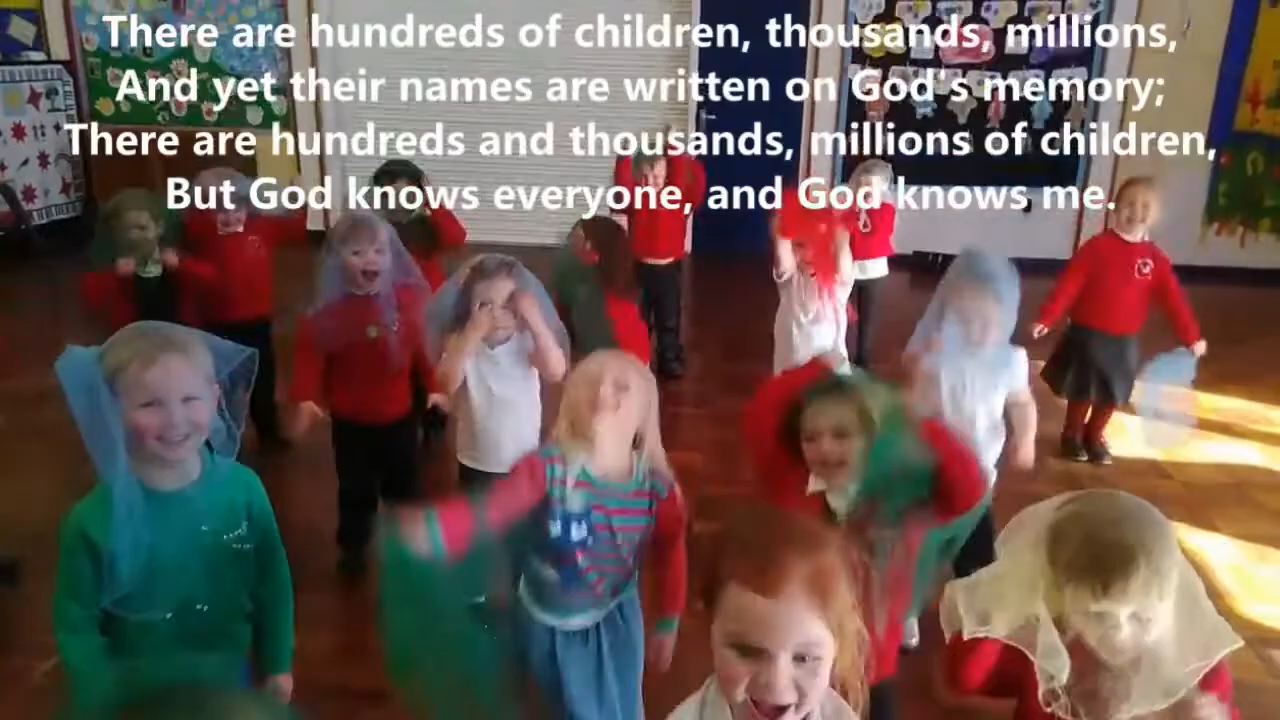 There are hundreds of children, thousands, millions,
And yet their names are written on God's memory;
There are hundreds and thousands, millions of children,
But God knows everyone, and God knows me.